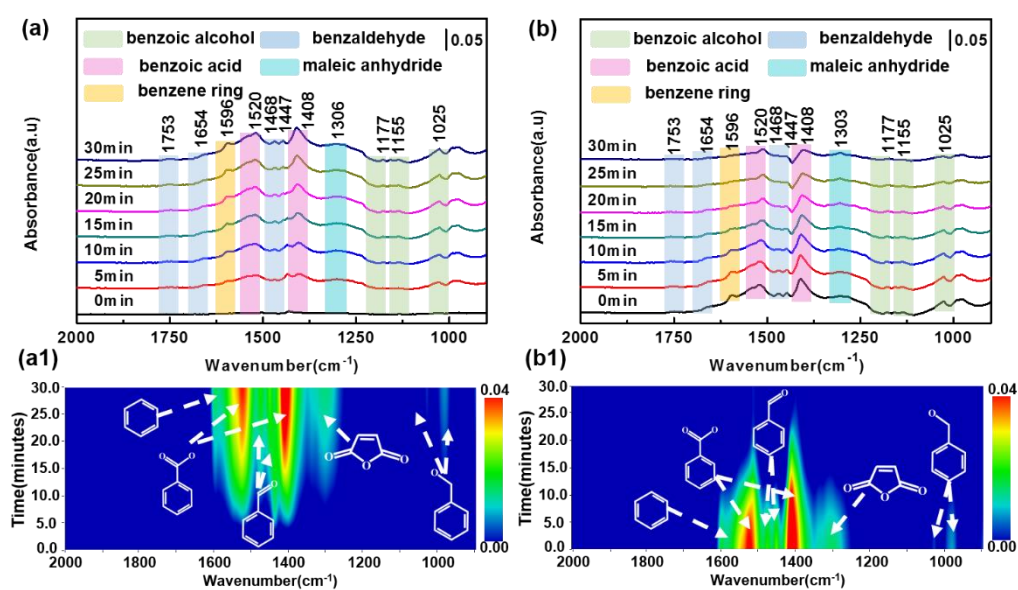 (a)
benzoic alcohol
benzaldehyde
0.05
benzoic acid
maleic anhydride
benzene ring
1753
1654
1596
1520
1468
1447
1408
1306
1177
1155
1025
30min
25min
20min
15min
10min
5min
0min
Absorbance(a.u)
2000
1750
1500
1250
1000
Wavenumber(cm-1)
(b)
benzoic alcohol
benzaldehyde
0.05
benzoic acid
maleic anhydride
benzene ring
1753
1654
1596
1520
1468
1447
1408
1303
1177
1155
1025
30min
25min
20min
15min
10min
5min
0min
Absorbance(a.u)
2000
1750
1500
1250
1000
Wavenumber(cm-1)
(a1)
30.0
25.0
20.0
15.0
10.0
5.0
0.0
Time(minutes)
O
O
O
O
O
O
O
0.04
0.00
2000
1800
1600
1400
1200
1000
Wavenumber(cm-1)
(b1)
30.0
25.0
20.0
15.0
10.0
5.0
0.0
Time(minutes)
O
O
O
O
O
O
O
0.04
0.00
2000
1800
1600
1400
1200
1000
Wavenumber(cm-1)